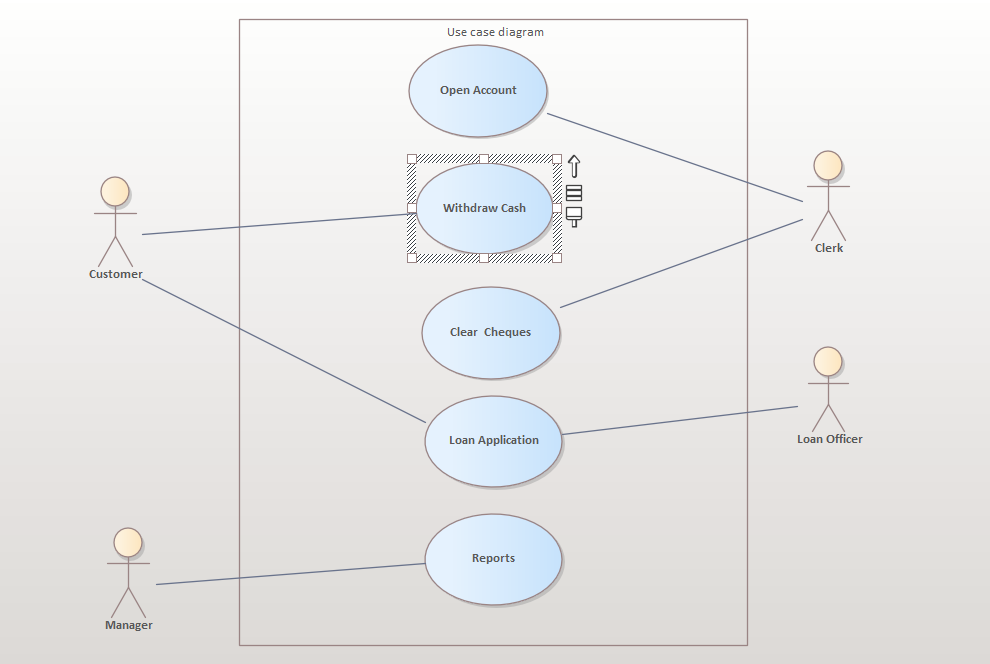 Use case diagram
Open Account
Withdraw Cash
Customer
Clerk
Clear  Cheques
Loan Application
Loan Officer
Reports
Manager